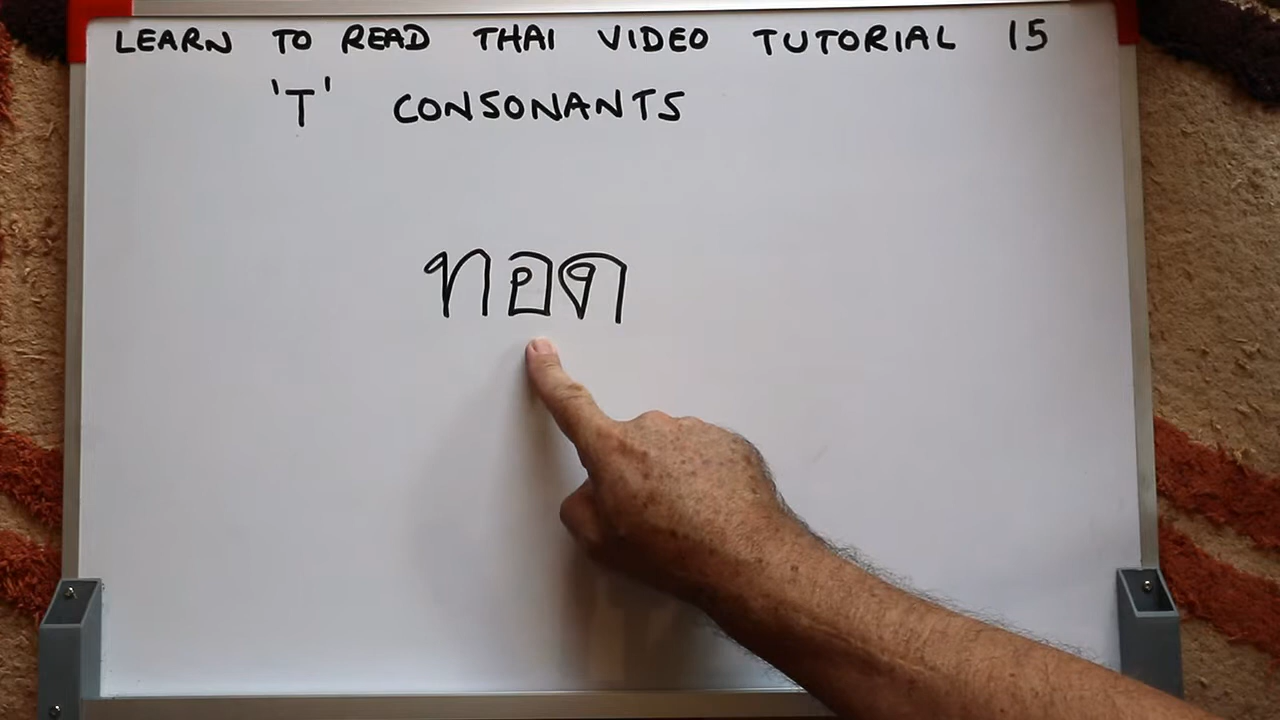 LEARN TO READ THAI VIDEO TUTORIAL 15
'T' CONSONANTS
ทอด